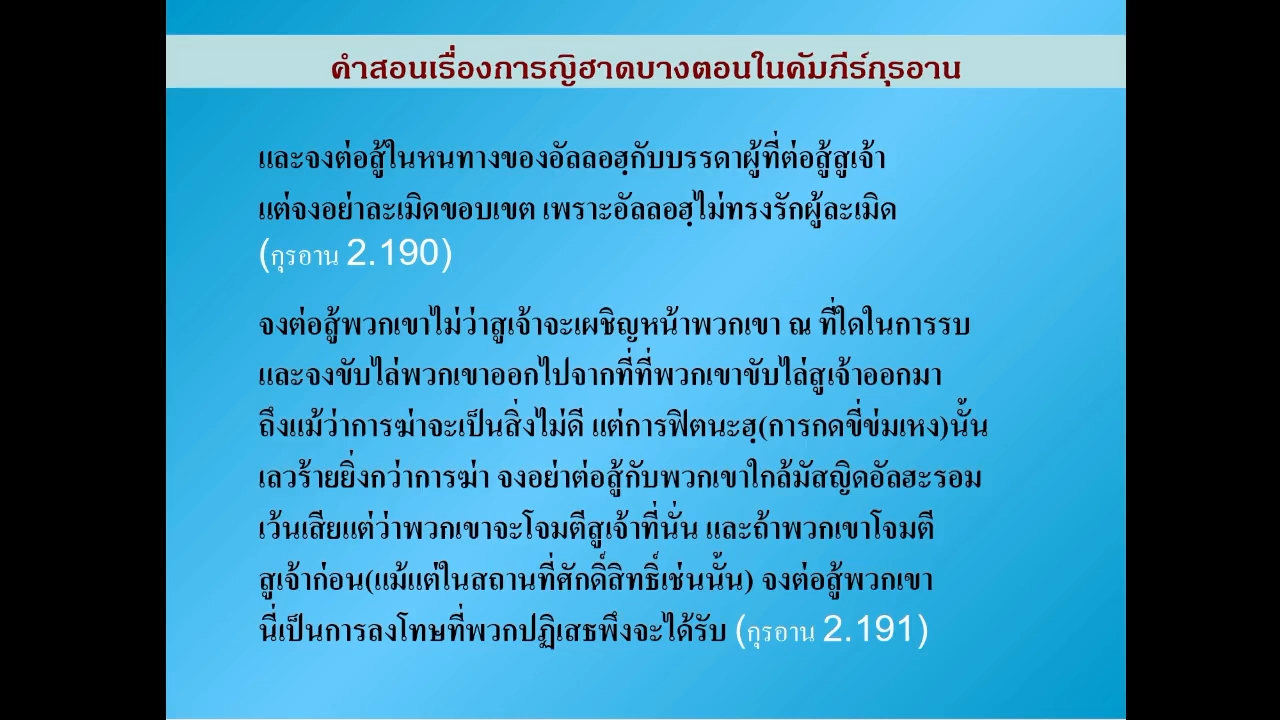 คำสอนเรื่องการญิฮาดบางตอนในคัมภีร์กุรอาน
และจงต่อสู้ในหนทางของอัลลอฮฺกับบรรดาผู้ที่ต่อสู้สูเจ้า
แต่จงอย่าละเมิดขอบเขต เพราะอัลลอฮฺไม่ทรงรักผู้ละเมิด
(กุรอาน 2.190)
จงต่อสู้พวกเขาไม่ว่าสูเจ้าจะเผชิญหน้าพวกเขา ณ ที่ใดในการรบ
และจงขับไล่พวกเขาออกไปจากที่ที่พวกเขาขับไล่สูเจ้าออกมา
ถึงแม้ว่าการฆ่าจะเป็นสิ่งไม่ดี แต่การฟิตนะฮฺ(การกดขี่ข่มเหง)นั้น
เลวร้ายยิ่งกว่าการฆ่า จงอย่าต่อสู้กับพวกเขาใกล้มัสญิดอัลฮะรอม
เว้นเสียแต่ว่าพวกเขาจะโจมตีสูเจ้าที่นั่น และถ้าพวกเขาโจมตี
สูเจ้าก่อน(แม้แต่ในสถานที่ศักดิ์สิทธิ์เช่นนั้น) จงต่อสู้พวกเขา
นี่เป็นการลงโทษที่พวกปฏิเสธพึงจะได้รับ (กุรอาน 2.191)